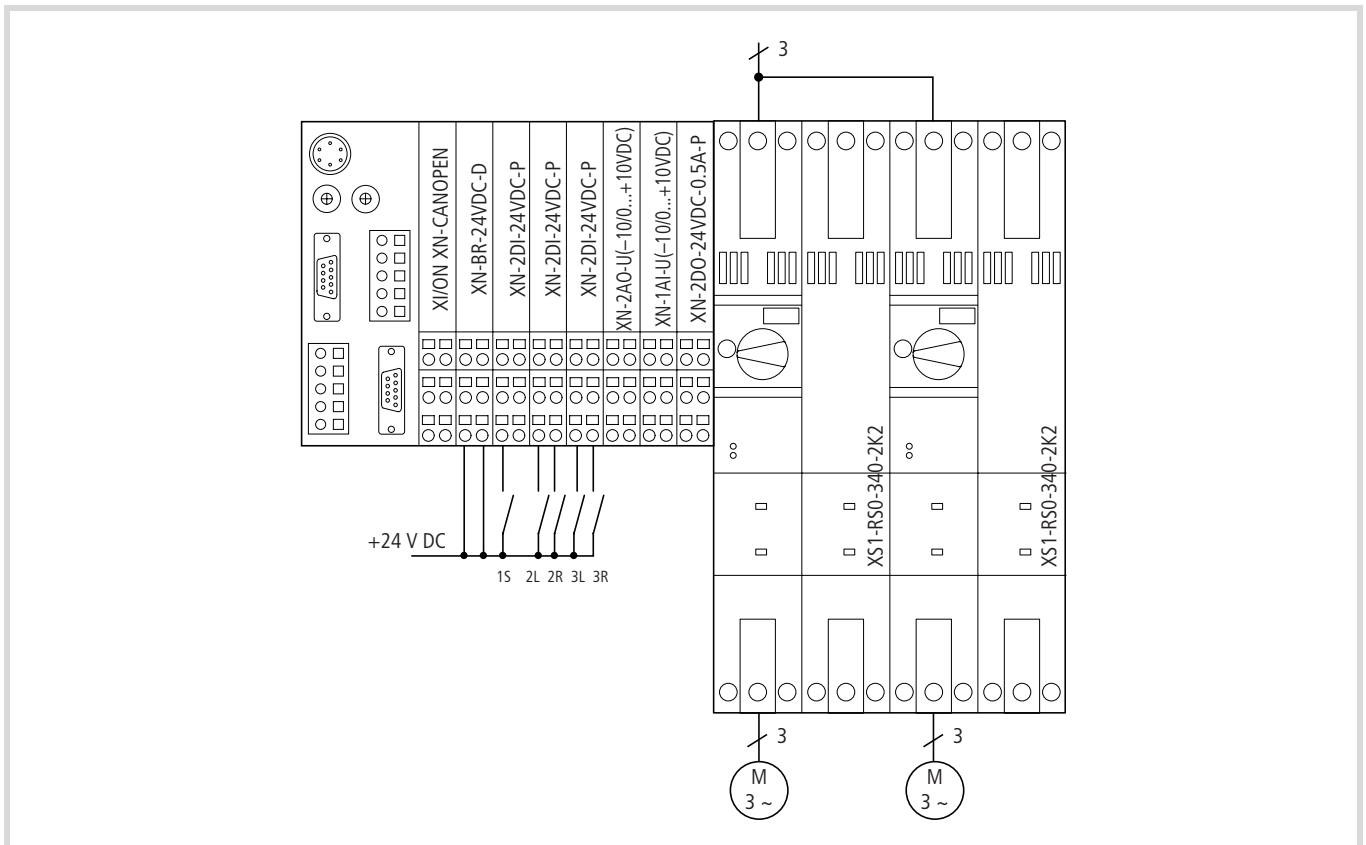 3
XI/ON XN-CANOPEN
XN-BR-24VDC-D
XN-2DI-24VDC-P
XN-2DI-24VDC-P
XN-2DI-24VDC-P
XN-2AO-U(–10/0...+10VDC)
XN-1AI-U(–10/0...+10VDC)
XN-2DO-24VDC-0.5A-P
XS1-RS0-340-2K2
XS1-RS0-340-2K2
+24 V DC
1S 2L 2R 3L 3R
3
3
M
3 ~
M
3 ~